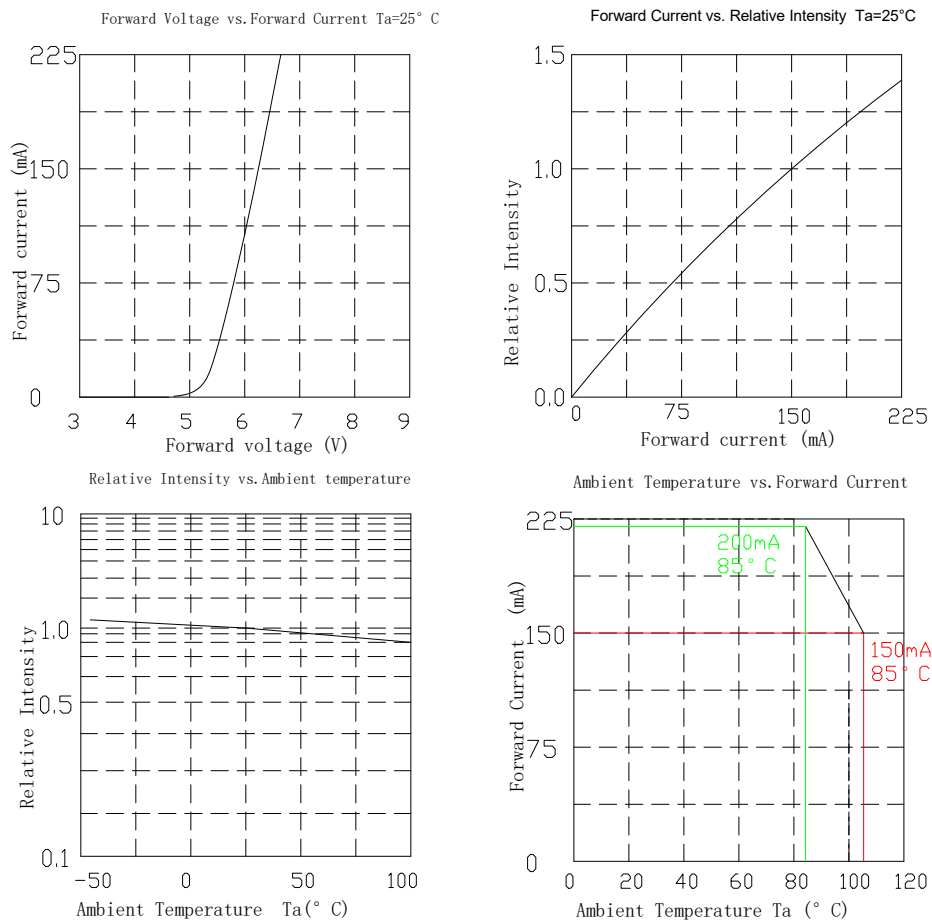 Forward Voltage vs.Forward Current Ta=25° C
225
150
75
0
Forward current (mA)
3 4 5 6 7 8 9
Forward voltage (V)
Forward Current vs. Relative Intensity Ta=25°C
1.5
1.0
0.5
0.0
Relative Intensity
0 75 150 225
Forward current (mA)
Relative Intensity vs.Ambient temperature
10
1.0
0.5
0.1
Relative Intensity
-50 0 50 100
Ambient Temperature Ta(° C)
Ambient Temperature vs.Forward Current
225
150
75
0
Forward Current (mA)
200mA
85° C
150mA
85° C
0 20 40 60 80 100 120
Ambient Temperature Ta (° C)